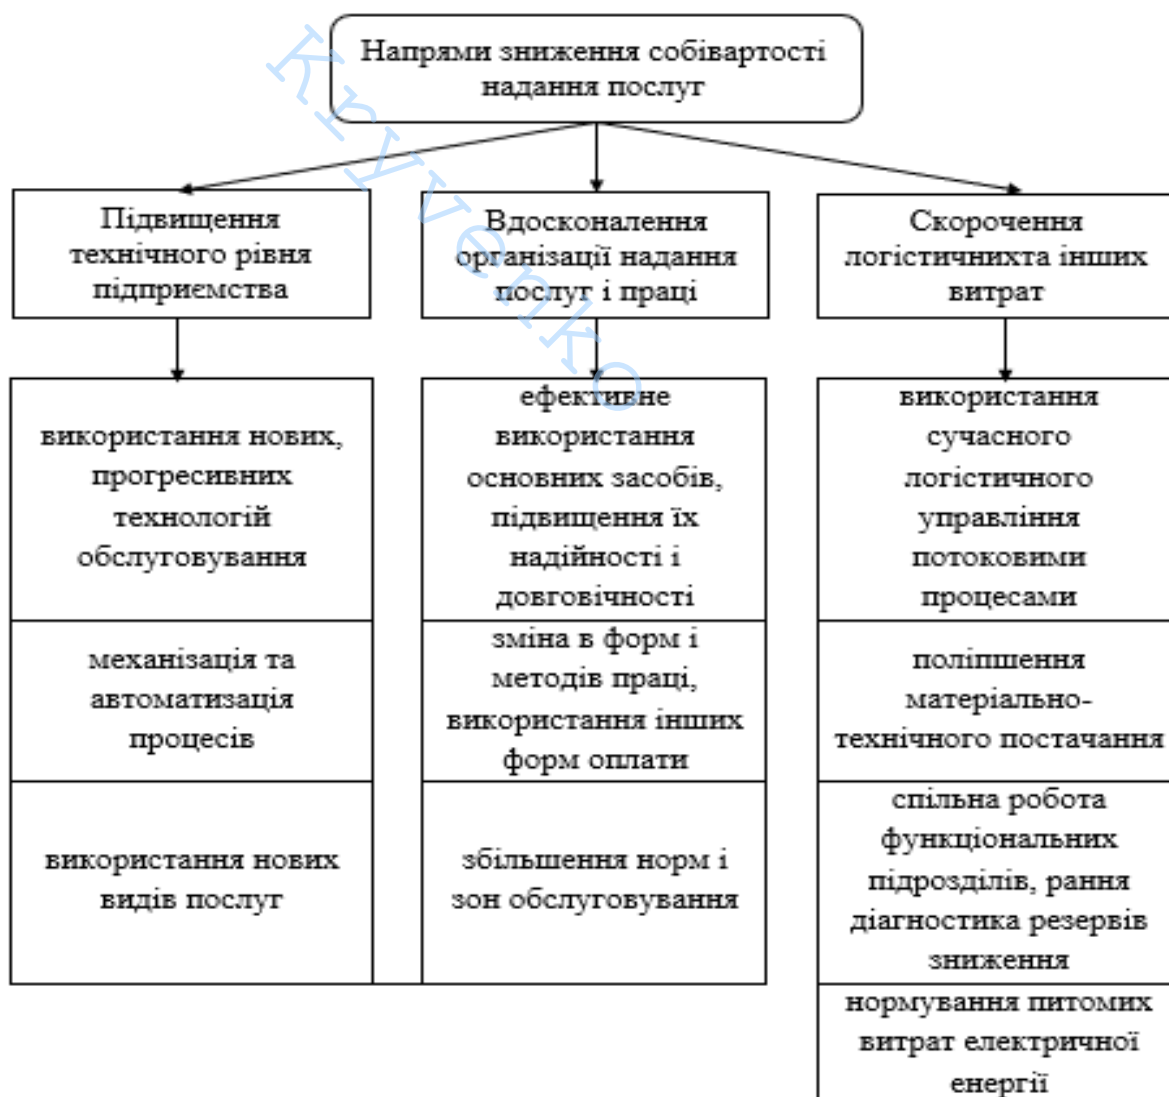 Напрями зниження собівартості
надання послуг
Підвищення
технічного рівня
підприємства
Вдосконалення
організації надання
послуг і праці
Скорочення
логістичнихта інших
витрат
використання нових,
прогресивних
технологій
обслуговування
механізація та
автоматизація
процесів
використання нових
видів послуг
ефективне
використання
основних засобів,
підвищення їх
надійності і
довговічності
зміна в форм і
методів праці,
використання інших
форм оплати
збільшення норм і
зон обслуговування
використання
сучасного
логістичного
управління
потоковими
процесами
поліпшення
матеріально-
технічного постачання
спільна робота
функціональних
підрозділів, рання
діагностика резервів
зниження
нормування питомих
витрат електричної
енергії
Kryvenko